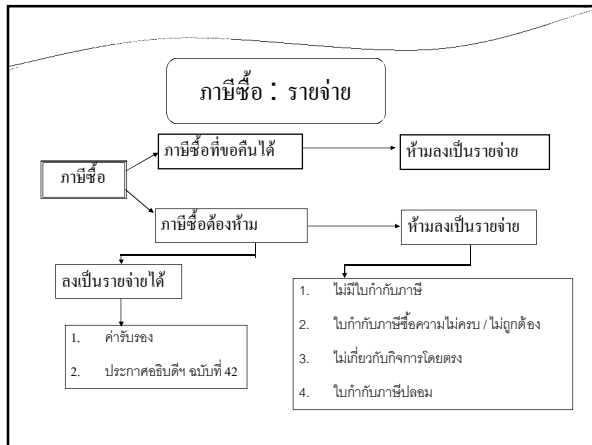 ภาษีซื้อ : รายจ่าย
ภาษีซื้อที่ขอคืนได้
ห้ามลงเป็นรายจ่าย
ภาษีซื้อ
ภาษีซื้อต้องห้าม
ห้ามลงเป็นรายจ่าย
ลงเป็นรายจ่ายได้
1. ค่ารับรอง
2. ประกาศอธิบดีฯ ฉบับที่ 42
1. ไม่มีใบกำกับภาษี
2. ใบกำกับภาษีซื้อความไม่ครบ / ไม่ถูกต้อง
3. ไม่เกี่ยวกับกิจการโดยตรง
4. ใบกำกับภาษีปลอม